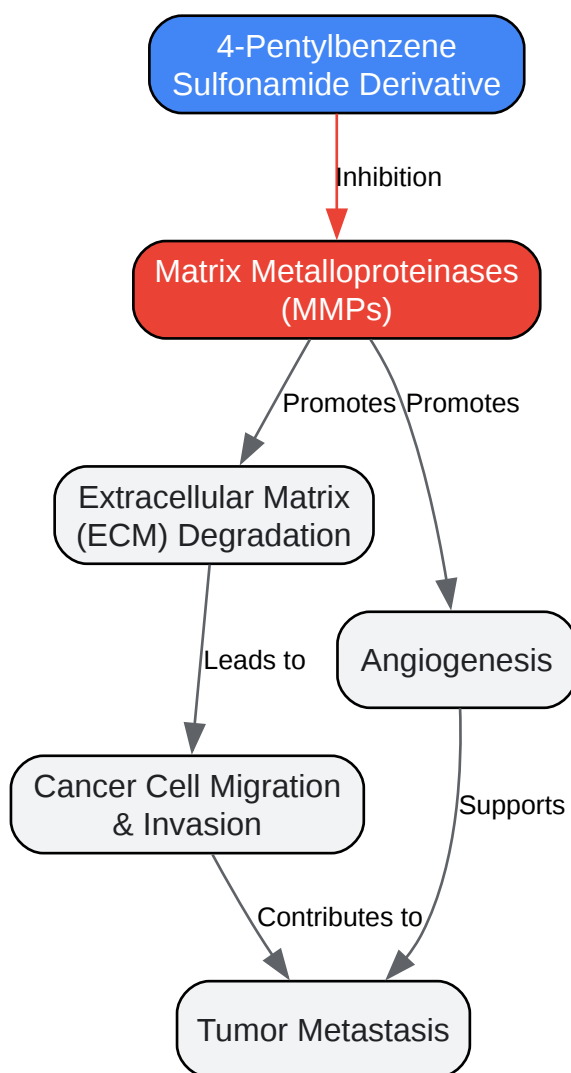 4-Pentylbenzene
Sulfonamide Derivative
Inhibition
Matrix Metalloproteinases
(MMPs)
Promotes
Promotes
Extracellular Matrix
(ECM) Degradation
Angiogenesis
Leads to
Cancer Cell Migration
& Invasion
Supports
Contributes to
Tumor Metastasis